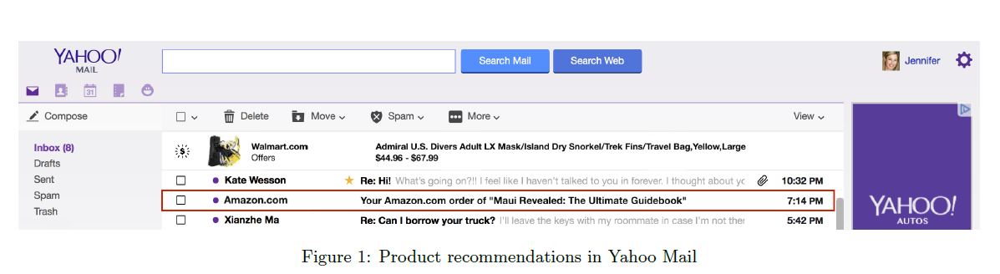 YAHOO!
MAIL
Search Mail
Search Web
Jennifer
31
Compose
Delete
Move
Spam
More
View
Inbox (8)
Drafts
Sent
Spam
Trash
$
Walmart.com
Offers
Admiral U.S. Divers Adult LX Mask/Island Dry Snorkel/Trek Fins/Travel Bag,Yellow,Large
$44.96 - $67.99
Kate Wesson
Re: Hi! What's going on?!! I feel like I haven't talked to you in forever. I thought about yo
10:32 PM
Amazon.com
Your Amazon.com order of "Maui Revealed: The Ultimate Guidebook"
7:14 PM
Xianzhe Ma
Re: Can I borrow your truck? I'll leave the keys with my roommate in case I'm not ther
5:42 PM
YAHOO!
AUTOS
Figure 1: Product recommendations in Yahoo Mail